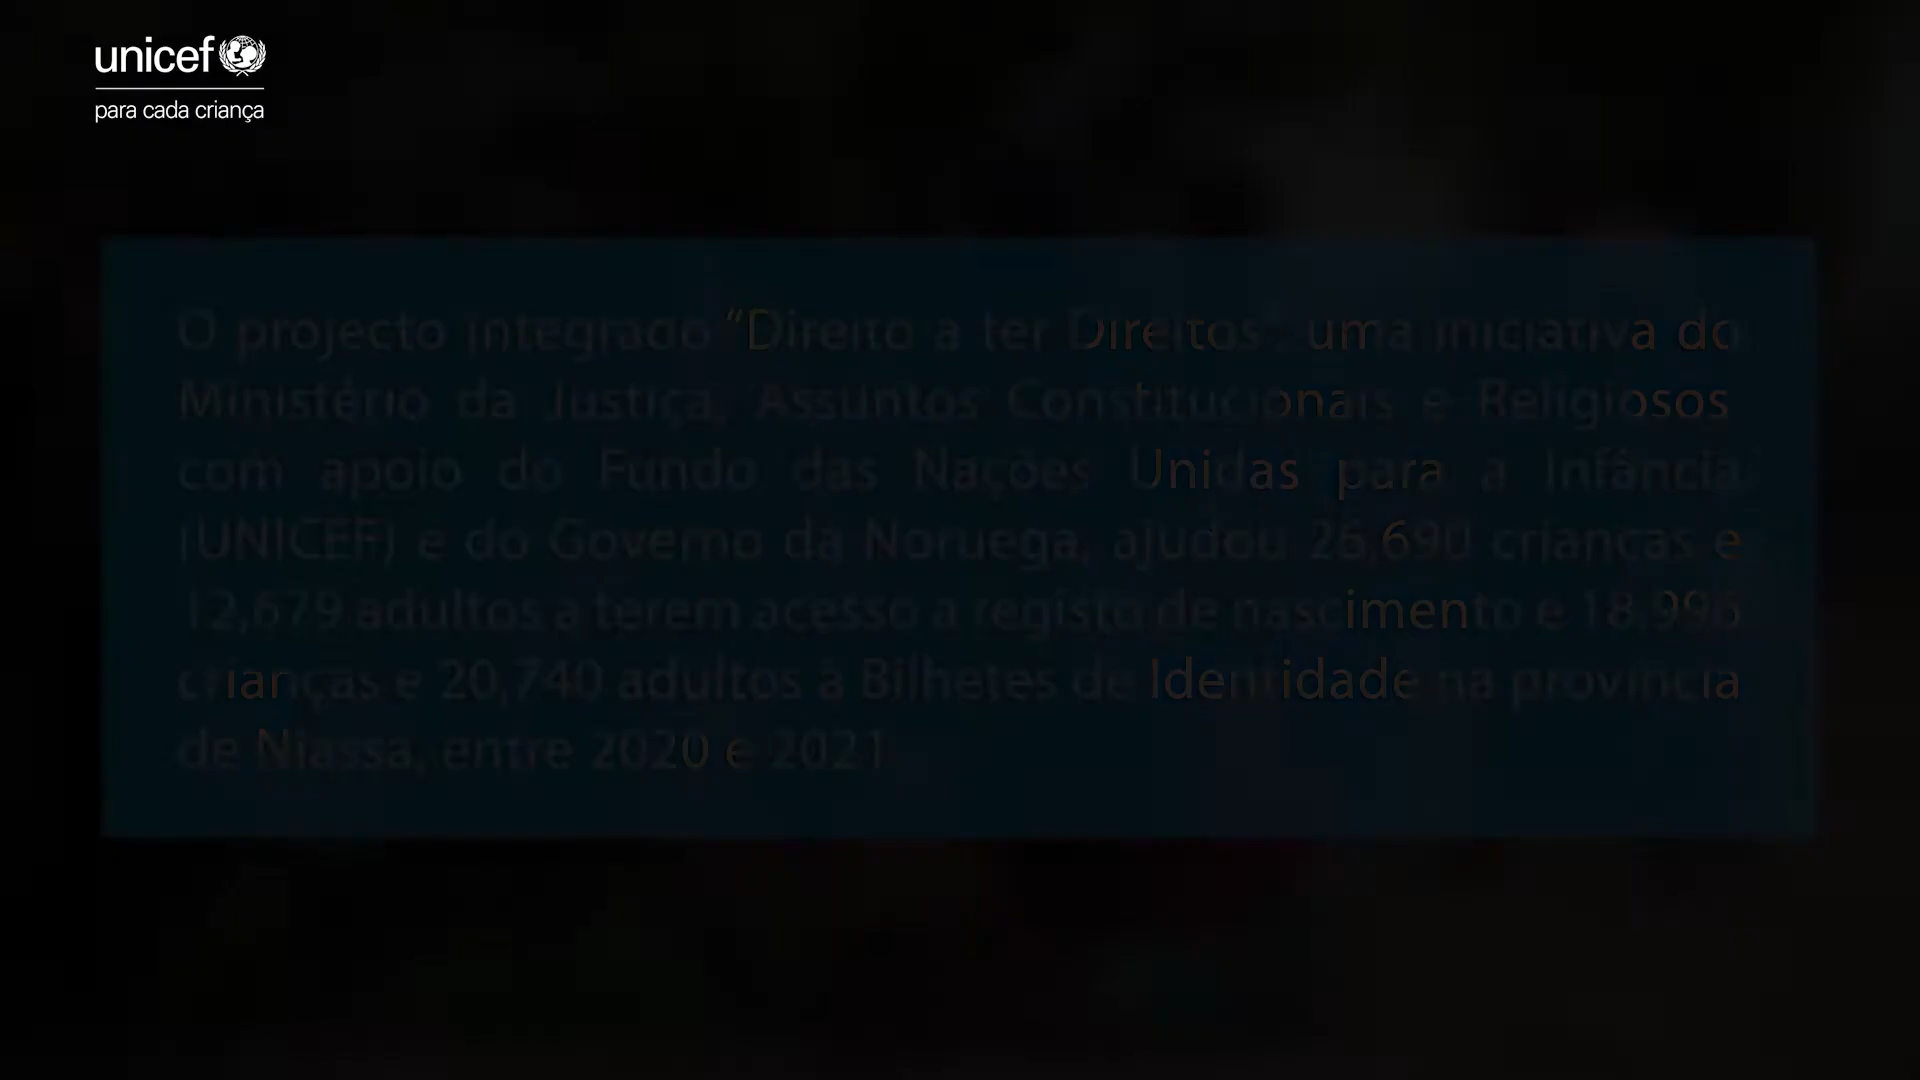 unicef
para cada criança
O projecto integrado “Direito a ter Direitos” uma iniciativa do
Ministério da Justiça, Assuntos Constitucionais e Religiosos
com apoio do Fundo das Nações Unidas para a Infância
(UNICEF) e do Governo da Noruega, ajudou 26,690 crianças e
12,679 adultos a terem acesso a registo de nascimento e 18.996
crianças e 20,740 adultos a Bilhetes de Identidade na província
de Niassa, entre 2020 e 2021